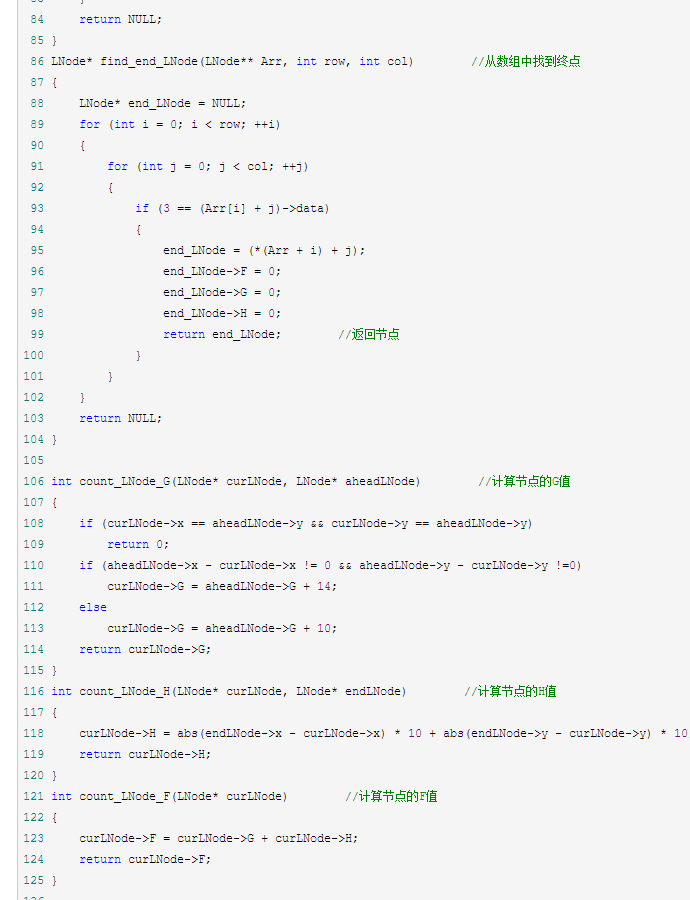 84     return NULL;
85 }
86 LNode* find_end_LNode(LNode** Arr, int row, int col)        //从数组中找到终点
87 {
88     LNode* end_LNode = NULL;
89     for (int i = 0; i < row; ++i)
90     {
91         for (int j = 0; j < col; ++j)
92         {
93             if (3 == (Arr[i] + j)->data)
94             {
95                 end_LNode = (*(Arr + i) + j);
96                 end_LNode->F = 0;
97                 end_LNode->G = 0;
98                 end_LNode->H = 0;
99                 return end_LNode;        //返回节点
100             }
101         }
102     }
103     return NULL;
104 }
105
106 int count_LNode_G(LNode* curLNode, LNode* aheadLNode)        //计算节点的G值
107 {
108     if (curLNode->x == aheadLNode->y && curLNode->y == aheadLNode->y)
109         return 0;
110     if (aheadLNode->x - curLNode->x != 0 && aheadLNode->y - curLNode->y !=0)
111         curLNode->G = aheadLNode->G + 14;
112     else
113         curLNode->G = aheadLNode->G + 10;
114     return curLNode->G;
115 }
116 int count_LNode_H(LNode* curLNode, LNode* endLNode)        //计算节点的H值
117 {
118     curLNode->H = abs(endLNode->x - curLNode->x) * 10 + abs(endLNode->y - curLNode->y) * 10
119     return curLNode->H;
120 }
121 int count_LNode_F(LNode* curLNode)        //计算节点的F值
122 {
123     curLNode->F = curLNode->G + curLNode->H;
124     return curLNode->F;
125 }